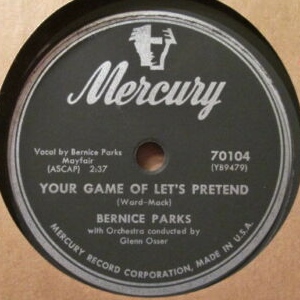 Mercury
Vocal by Bernice Parks
Mayfair
(ASCAP) 2:37
70104
(YB9479)
YOUR GAME OF LET'S PRETEND
(Ward-Mack)
BERNICE PARKS
with Orchestra conducted by
Glenn Osser
MERCURY RECORD CORPORATION, MADE IN U.S.A.